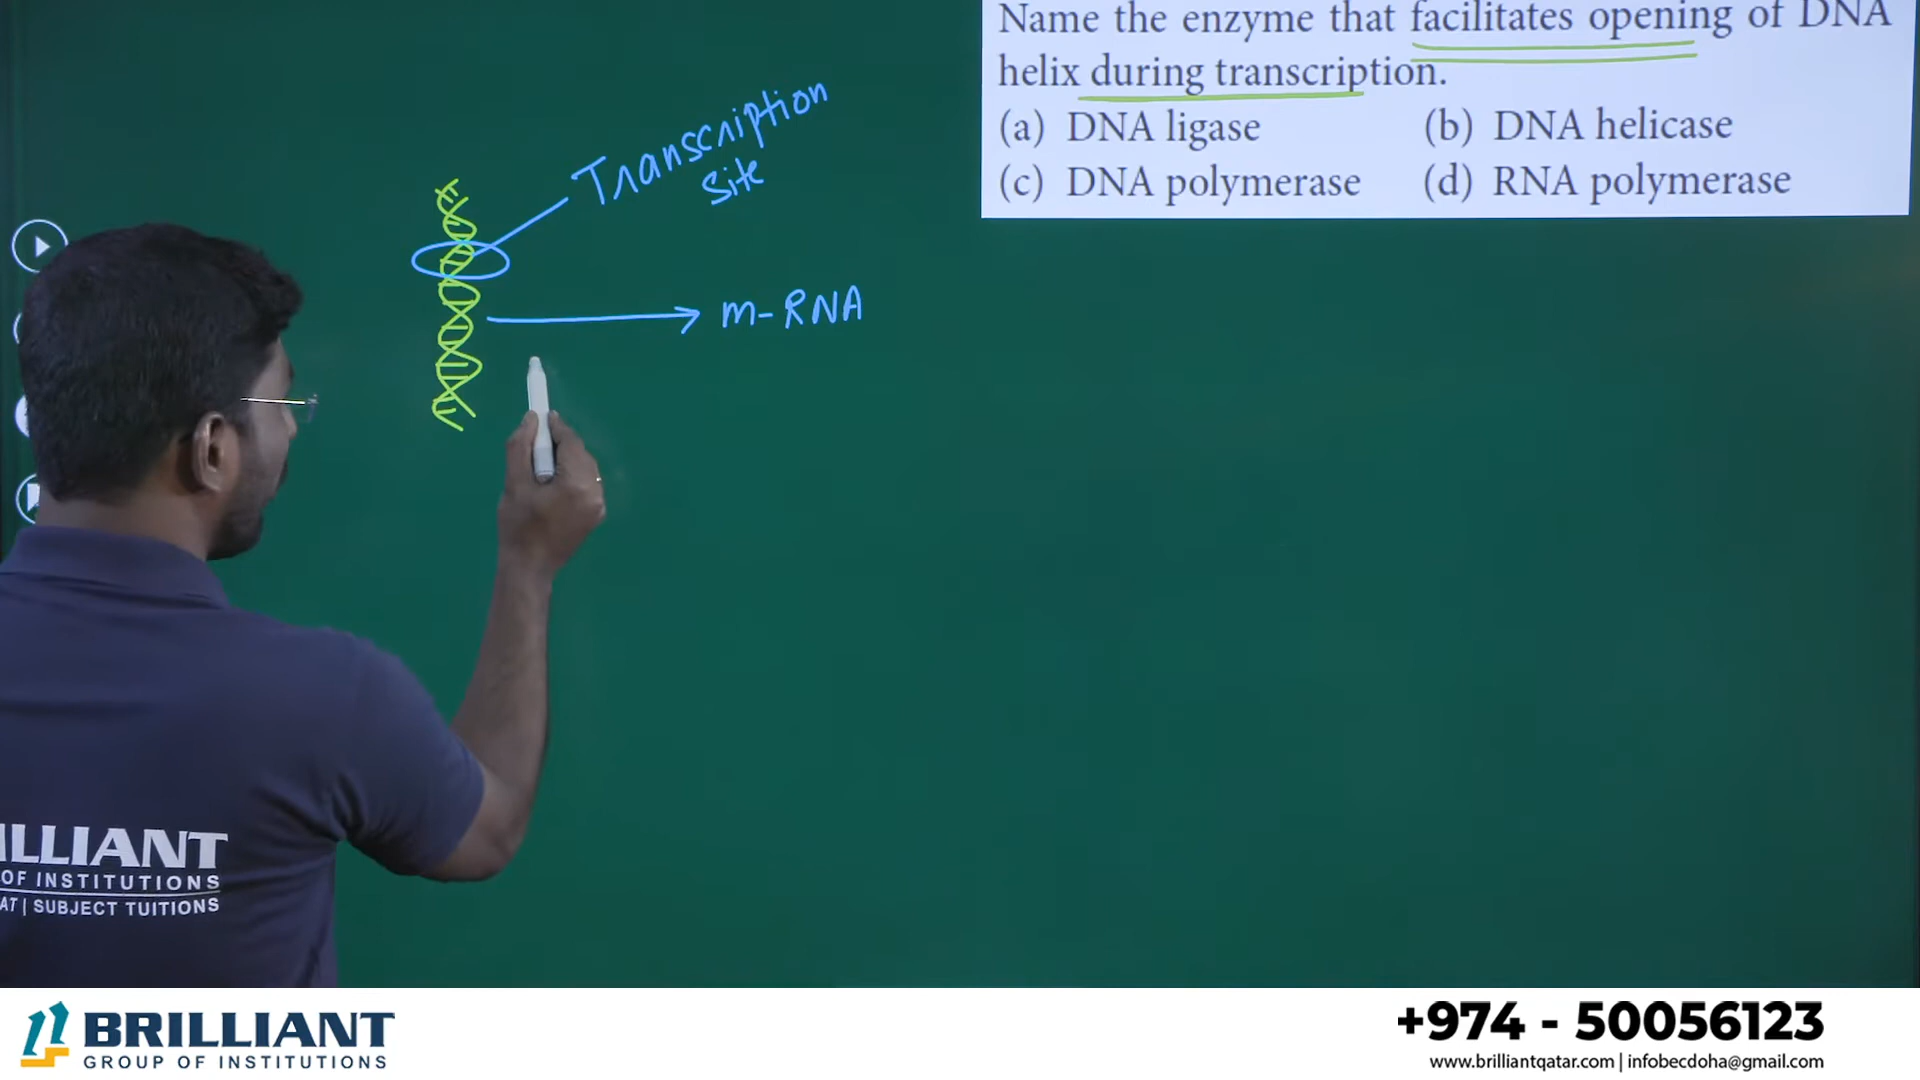 Name the enzyme that facilitates opening of DNA
helix during transcription.
(a) DNA ligase (b) DNA helicase
(c) DNA polymerase (d) RNA polymerase
Transcription
Site
m-RNA
ILLIANT
OF INSTITUTIONS
AT | SUBJECT TUITIONS
BRILLIANT
GROUP OF INSTITUTIONS
+974 - 50056123
www.brilliantqatar.com | infobecdoha@gmail.com